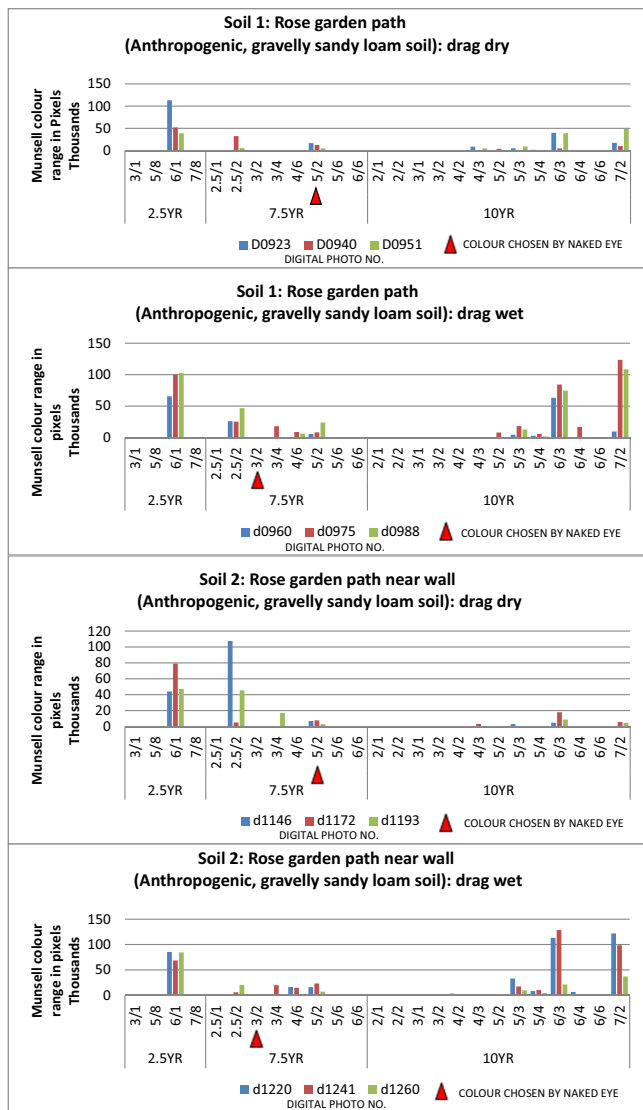 Soil 1: Rose garden path
(Anthropogenic, gravelly sandy loam soil): drag dry
Munsell colour
range in Pixels
Thousands
150
100
50
0
3/1 5/8 6/1 7/8 2.5/1 2.5/2 3/2 3/4 4/6 5/2 5/6 6/6 2/1 2/2 3/1 3/2 4/2 4/3 5/2 5/3 5/4 6/3 6/4 6/6 7/2
2.5YR 7.5YR 10YR
D0923 D0940 D0951 COLOUR CHOSEN BY NAKED EYE
DIGITAL PHOTO NO.
Soil 1: Rose garden path
(Anthropogenic, gravelly sandy loam soil): drag wet
Munsell colour range in
pixels
Thousands
150
100
50
0
3/1 5/8 6/1 7/8 2.5/1 2.5/2 3/2 3/4 4/6 5/2 5/6 6/6 2/1 2/2 3/1 3/2 4/2 4/3 5/2 5/3 5/4 6/3 6/4 6/6 7/2
2.5YR 7.5YR 10YR
d0960 d0975 d0988 COLOUR CHOSEN BY NAKED EYE
DIGITAL PHOTO NO.
Soil 2: Rose garden path near wall
(Anthropogenic, gravelly sandy loam soil): drag dry
Munsell colour range in
pixels
Thousands
120
100
80
60
40
20
0
3/1 5/8 6/1 7/8 2.5/1 2.5/2 3/2 3/4 4/6 5/2 5/6 6/6 2/1 2/2 3/1 3/2 4/2 4/3 5/2 5/3 5/4 6/3 6/4 6/6 7/2
2.5YR 7.5YR 10YR
d1146 d1172 d1193 COLOUR CHOSEN BY NAKED EYE
DIGITAL PHOTO NO.
Soil 2: Rose garden path near wall
(Anthropogenic, gravelly sandy loam soil): drag wet
Munsell colour
range in pixels
Thousands
150
100
50
0
3/1 5/8 6/1 7/8 2.5/1 2.5/2 3/2 3/4 4/6 5/2 5/6 6/6 2/1 2/2 3/1 3/2 4/2 4/3 5/2 5/3 5/4 6/3 6/4 6/6 7/2
2.5YR 7.5YR 10YR
d1220 d1241 d1260 COLOUR CHOSEN BY NAKED EYE
DIGITAL PHOTO NO.